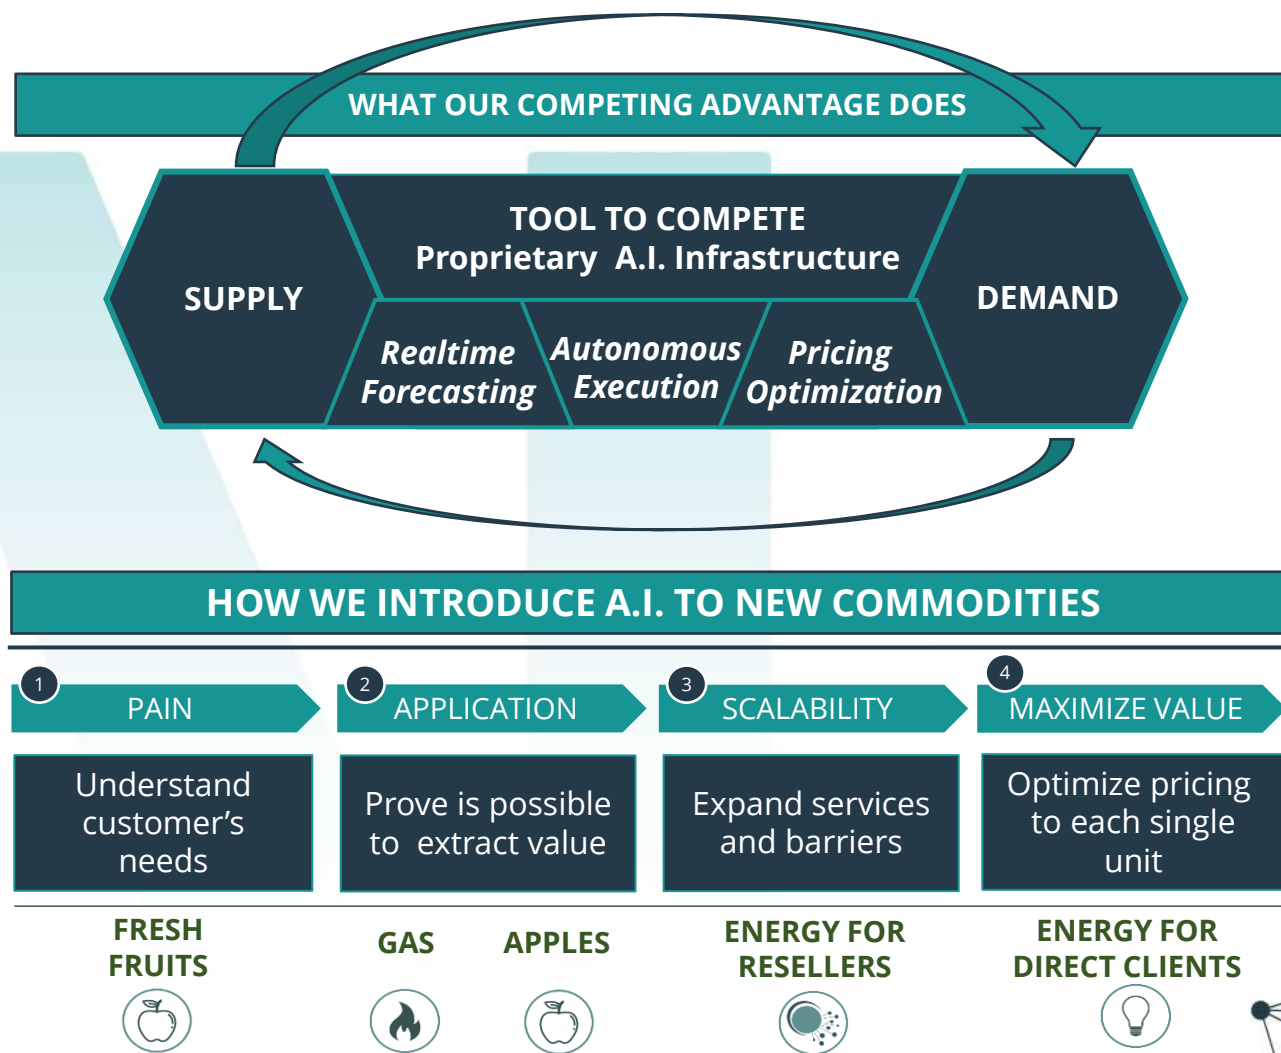 WHAT OUR COMPETING ADVANTAGE DOES
TOOL TO COMPETE
Proprietary A.I. Infrastructure
SUPPLY
DEMAND
Realtime
Forecasting
Autonomous
Execution
Pricing
Optimization
HOW WE INTRODUCE A.I. TO NEW COMMODITIES
1
PAIN
2
APPLICATION
3
SCALABILITY
4
MAXIMIZE VALUE
Understand
customer’s
needs
Prove is possible
to extract value
Expand services
and barriers
Optimize pricing
to each single
unit
FRESH
FRUITS
GAS
APPLES
ENERGY FOR
RESELLERS
ENERGY FOR
DIRECT CLIENTS